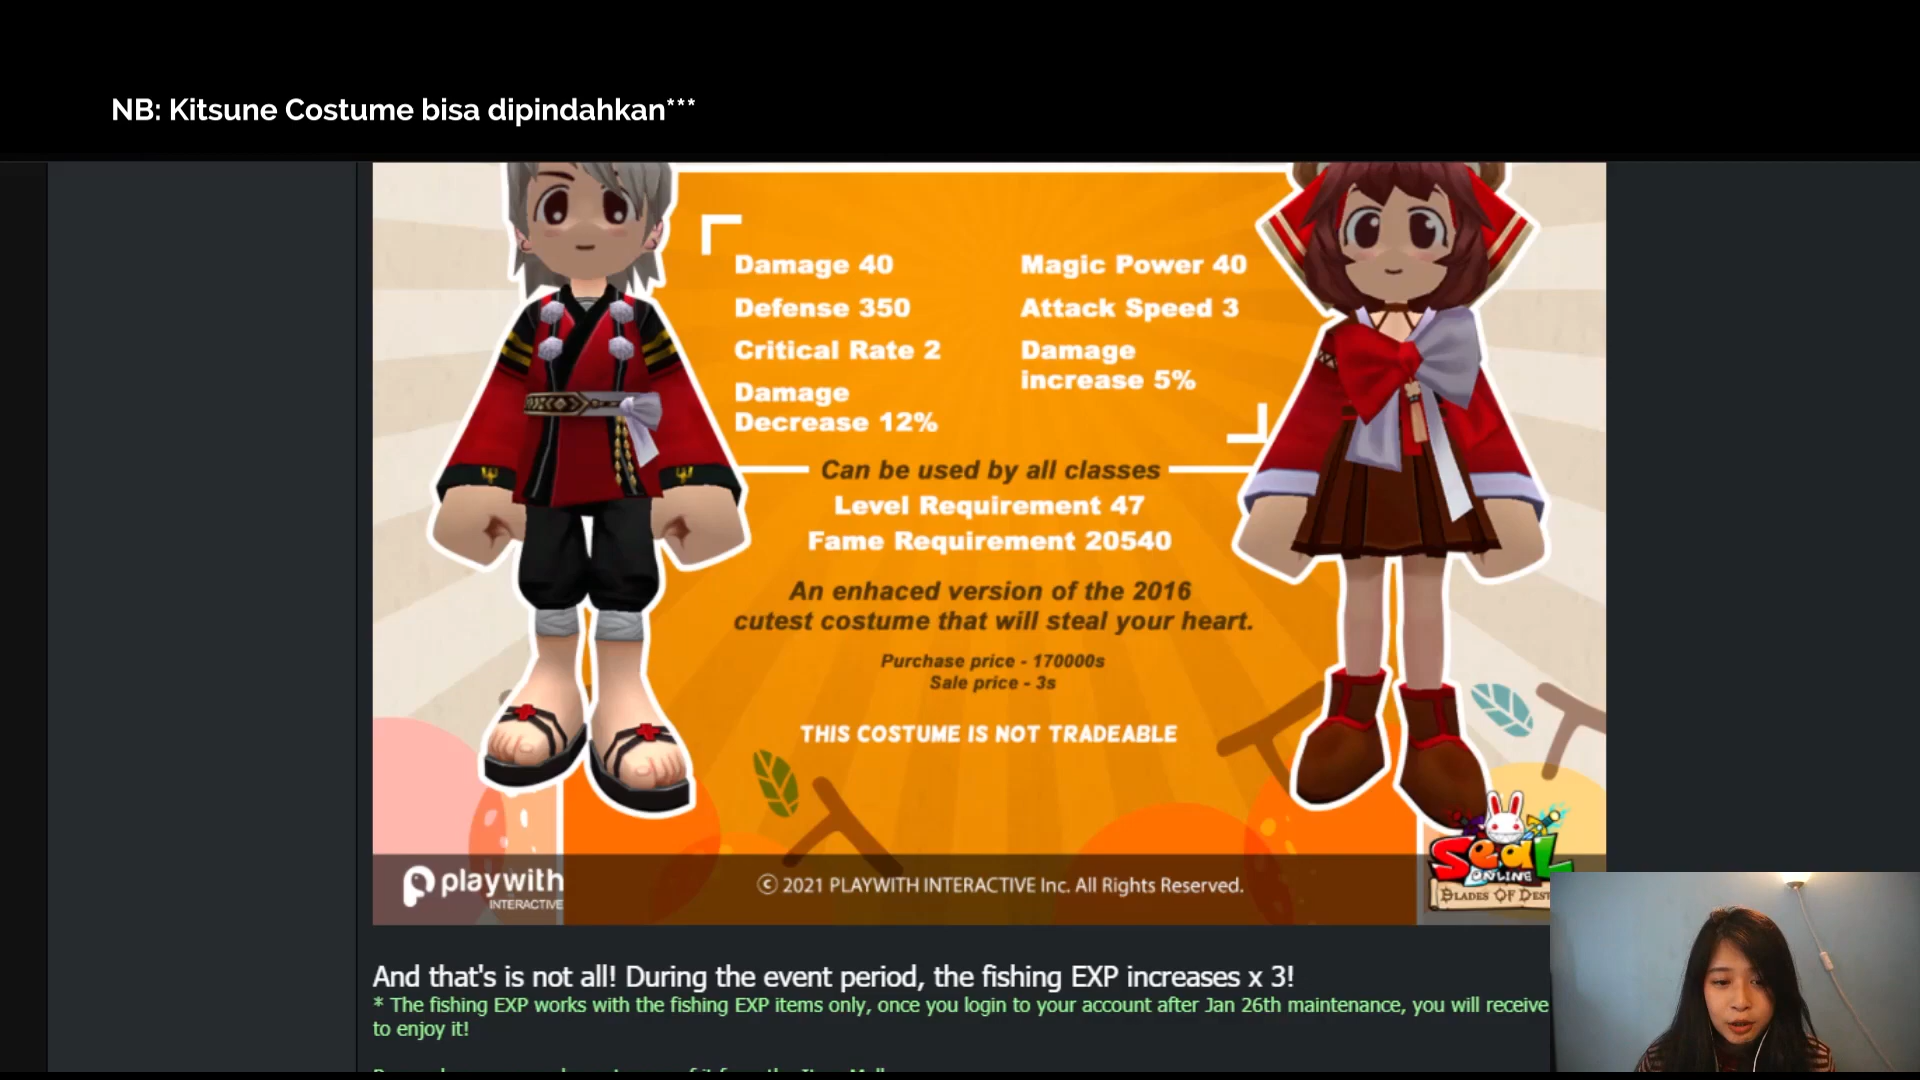 NB: Kitsune Costume bisa dipindahkan***
Damage 40
Defense 350
Critical Rate 2
Damage
Decrease 12%
Magic Power 40
Attack Speed 3
Damage
increase 5%
Can be used by all classes
Level Requirement 47
Fame Requirement 20540
An enhaced version of the 2016
cutest costume that will steal your heart.
Purchase price - 170000s
Sale price - 3s
THIS COSTUME IS NOT TRADEABLE
playwith
INTERACTIVE
© 2021 PLAYWITH INTERACTIVE Inc. All Rights Reserved.
SeaL
ONLINE
BLADES OF DEST
And that's is not all! During the event period, the fishing EXP increases x 3!
* The fishing EXP works with the fishing EXP items only, once you login to your account after Jan 26th maintenance, you will receive
to enjoy it!